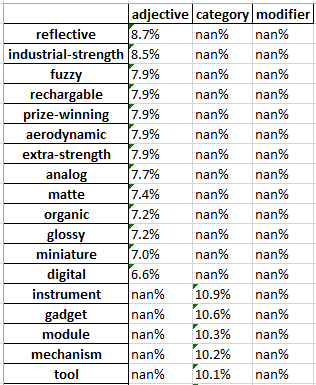 adjective category modifier
reflective 8.7% nan% nan%
industrial-strength 8.5% nan% nan%
fuzzy 7.9% nan% nan%
rechargable 7.9% nan% nan%
prize-winning 7.9% nan% nan%
aerodynamic 7.9% nan% nan%
extra-strength 7.9% nan% nan%
analog 7.7% nan% nan%
matte 7.4% nan% nan%
organic 7.2% nan% nan%
glossy 7.2% nan% nan%
miniature 7.0% nan% nan%
digital 6.6% nan% nan%
instrument nan% 10.9% nan%
gadget nan% 10.6% nan%
module nan% 10.3% nan%
mechanism nan% 10.2% nan%
tool nan% 10.1% nan%